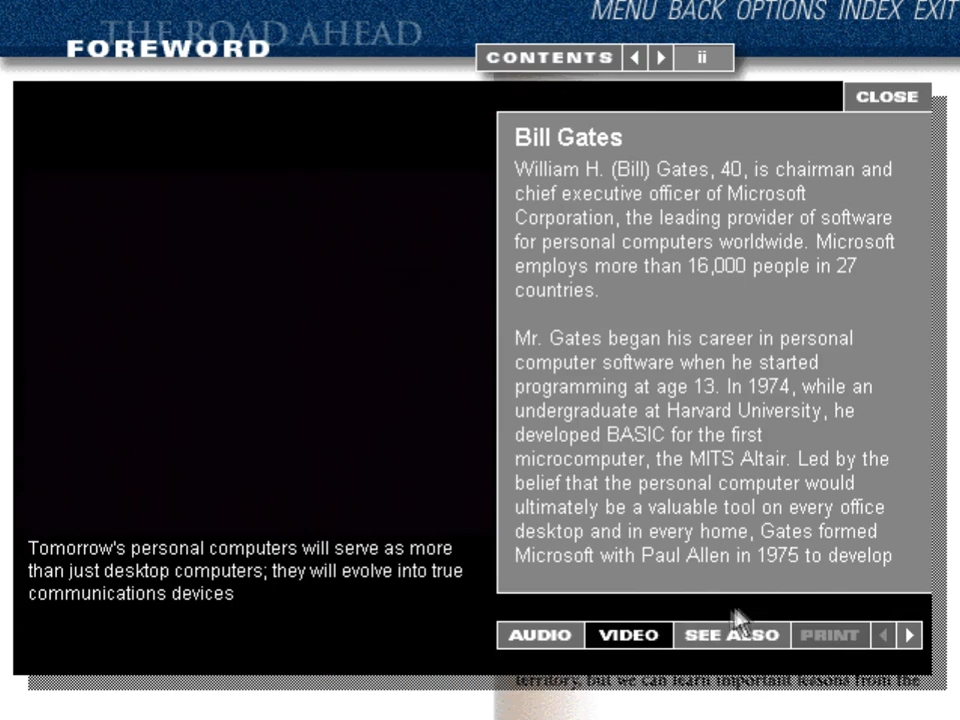 MENU BACK OPTIONS INDEX EXIT
THE ROAD AHEAD
FOREWORD
CONTENTS ii
CLOSE
Bill Gates
William H. (Bill) Gates, 40, is chairman and
chief executive officer of Microsoft
Corporation, the leading provider of software
for personal computers worldwide. Microsoft
employs more than 16,000 people in 27
countries.
Mr. Gates began his career in personal
computer software when he started
programming at age 13. In 1974, while an
undergraduate at Harvard University, he
developed BASIC for the first
microcomputer, the MITS Altair. Led by the
belief that the personal computer would
ultimately be a valuable tool on every office
desktop and in every home, Gates formed
Microsoft with Paul Allen in 1975 to develop
Tomorrow's personal computers will serve as more
than just desktop computers; they will evolve into true
communications devices
AUDIO VIDEO SEE ALSO PRINT
territory, but we can learn important lessons from the